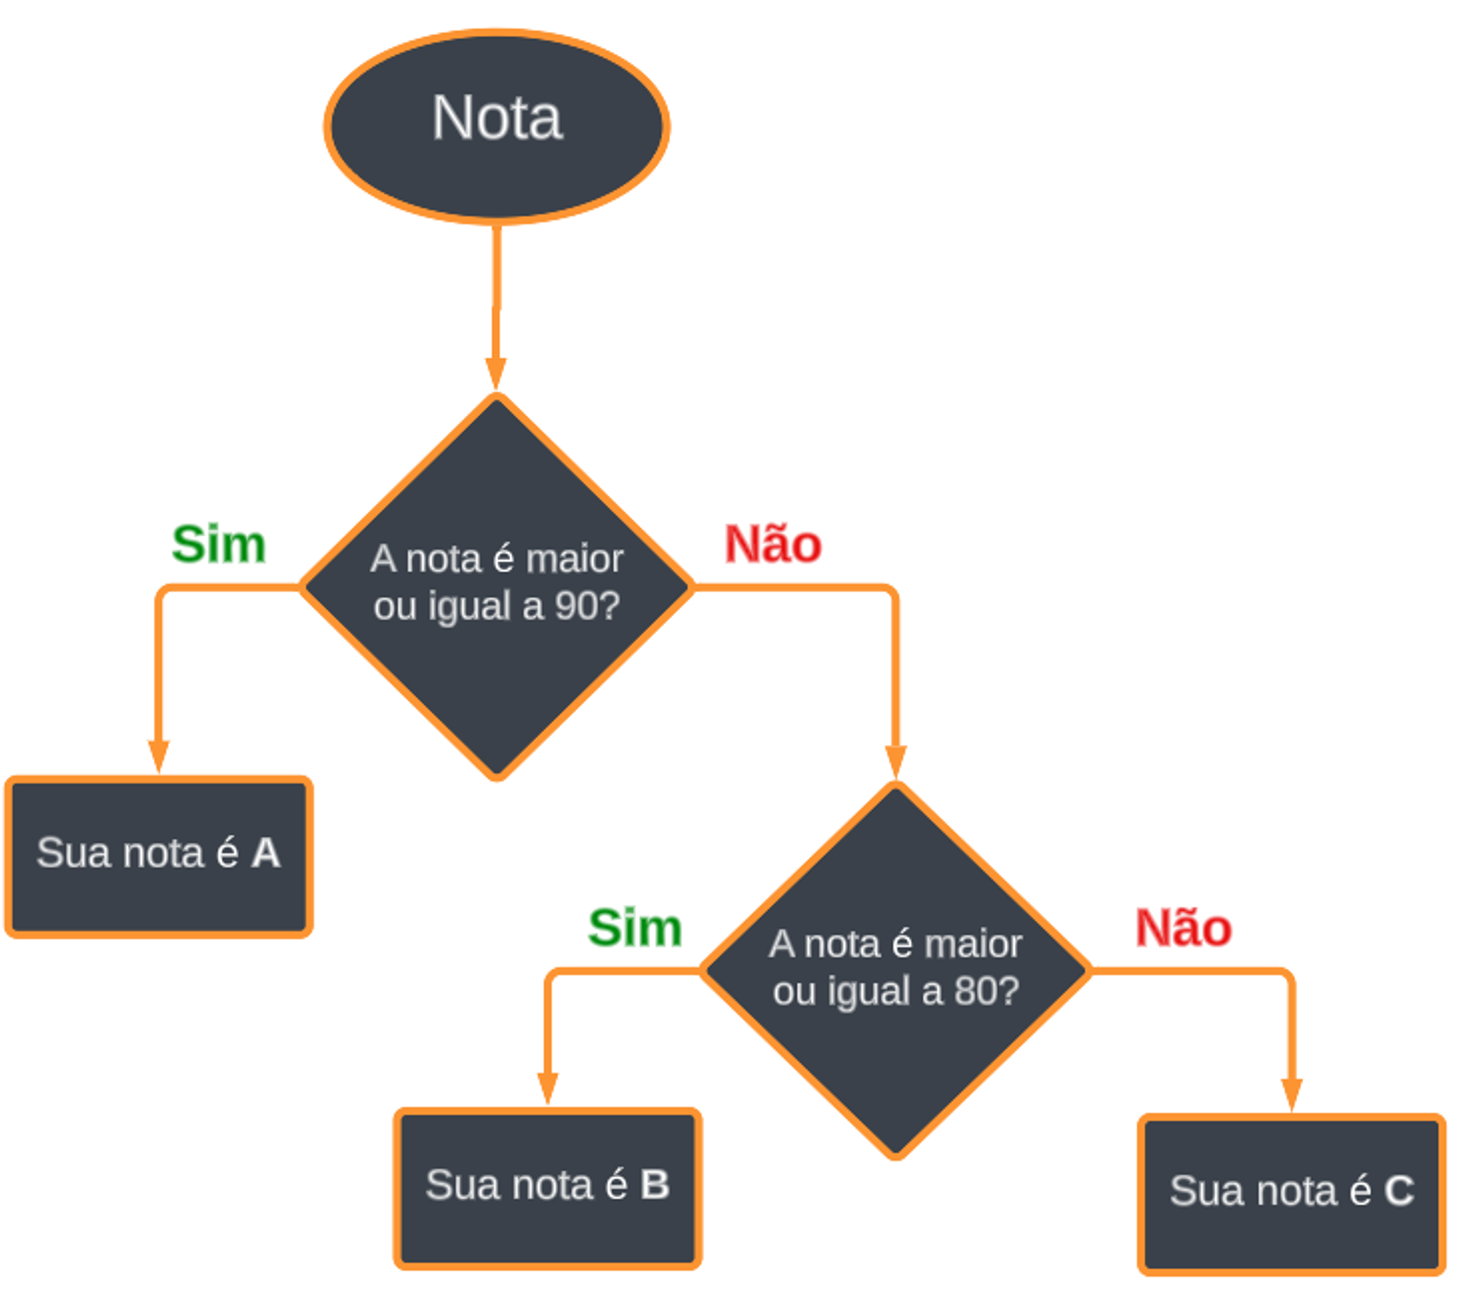 Nota
Sim
Não
A nota é maior
ou igual a 90?
Sua nota é A
Sim
Não
A nota é maior
ou igual a 80?
Sua nota é B
Sua nota é C